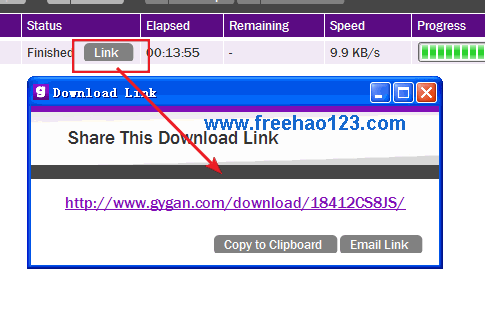 Status Elapsed Remaining Speed Progress
Finished Link 00:13:55 - 9.9 KB/s
Download Link
www.freehao123.com
Share This Download Link
http://www.gygan.com/download/18412CS8JS/
Copy to Clipboard Email Link